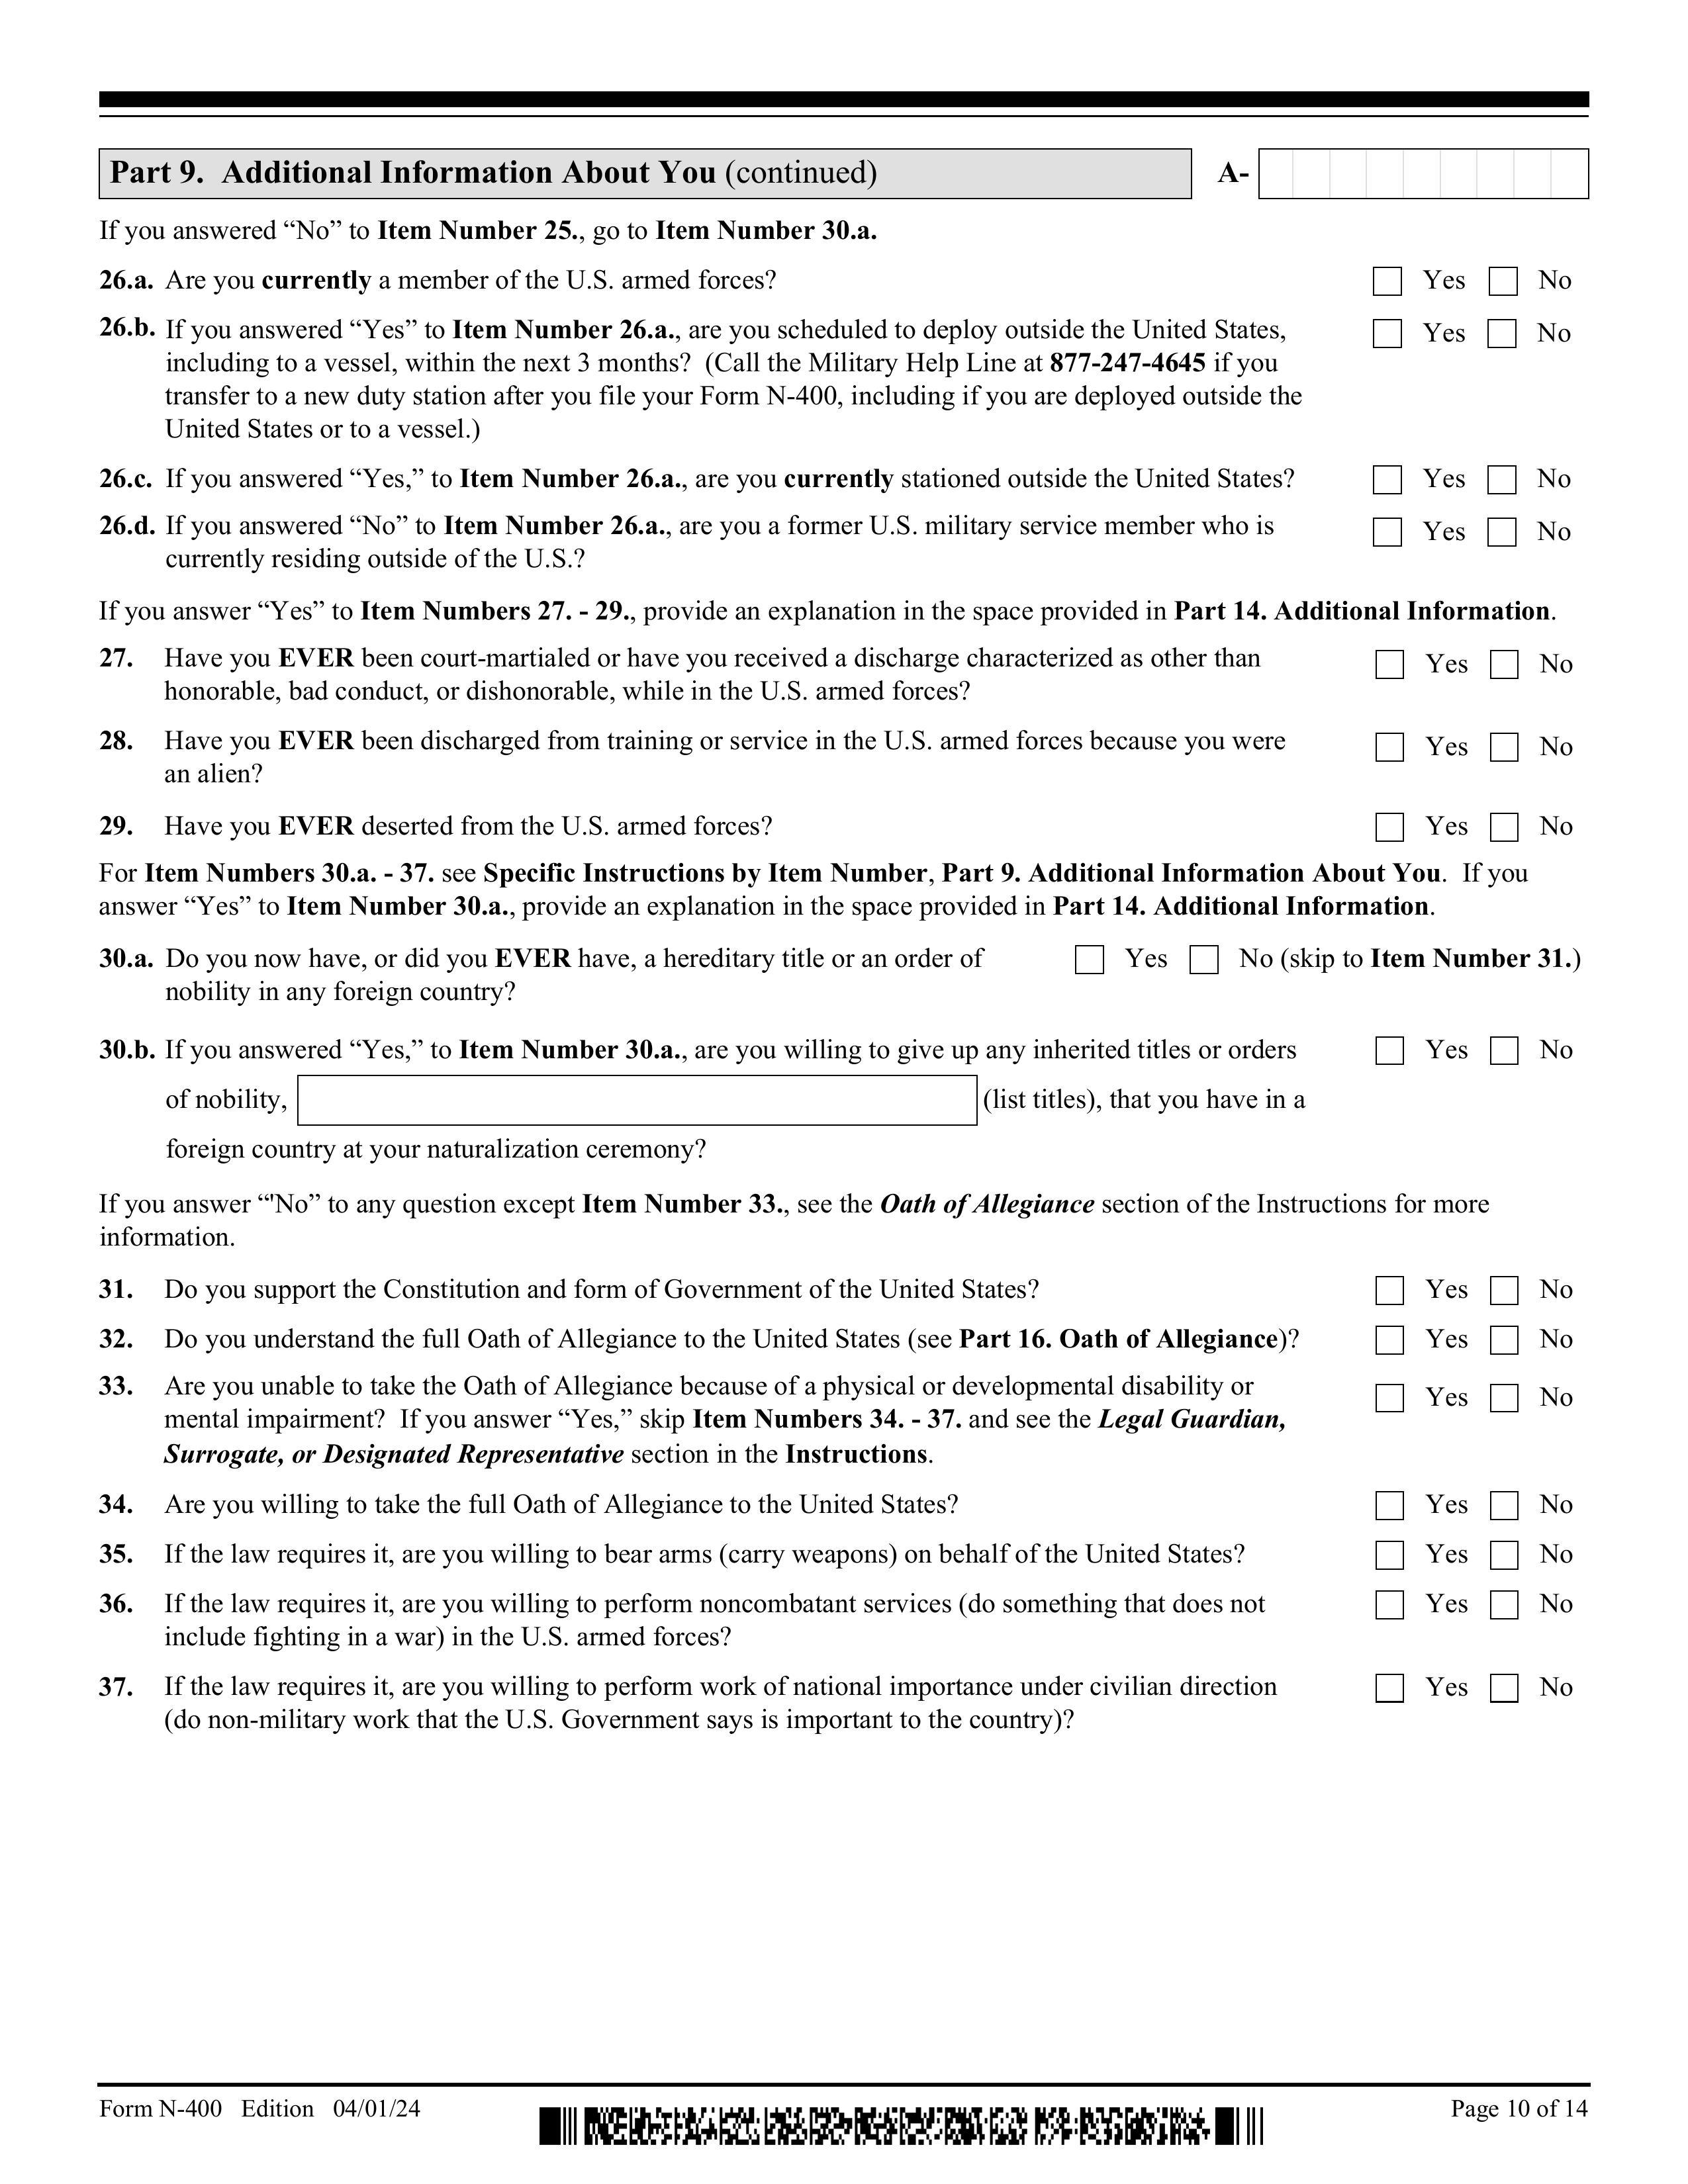 Part 9. Additional Information About You (continued)
A-
If you answered “No” to Item Number 25., go to Item Number 30.a.
26.a. Are you currently a member of the U.S. armed forces? Yes No
26.b. If you answered “Yes” to Item Number 26.a., are you scheduled to deploy outside the United States, Yes No
including to a vessel, within the next 3 months? (Call the Military Help Line at 877-247-4645 if you
transfer to a new duty station after you file your Form N-400, including if you are deployed outside the
United States or to a vessel.)
26.c. If you answered “Yes,” to Item Number 26.a., are you currently stationed outside the United States? Yes No
26.d. If you answered “No” to Item Number 26.a., are you a former U.S. military service member who is Yes No
currently residing outside of the U.S.?
If you answer “Yes” to Item Numbers 27. - 29., provide an explanation in the space provided in Part 14. Additional Information.
27. Have you EVER been court-martialed or have you received a discharge characterized as other than Yes No
honorable, bad conduct, or dishonorable, while in the U.S. armed forces?
28. Have you EVER been discharged from training or service in the U.S. armed forces because you were Yes No
an alien?
29. Have you EVER deserted from the U.S. armed forces? Yes No
For Item Numbers 30.a. - 37. see Specific Instructions by Item Number, Part 9. Additional Information About You. If you
answer “Yes” to Item Number 30.a., provide an explanation in the space provided in Part 14. Additional Information.
30.a. Do you now have, or did you EVER have, a hereditary title or an order of Yes No (skip to Item Number 31.)
nobility in any foreign country?
30.b. If you answered “Yes,” to Item Number 30.a., are you willing to give up any inherited titles or orders Yes No
of nobility, (list titles), that you have in a
foreign country at your naturalization ceremony?
If you answer “'No” to any question except Item Number 33., see the Oath of Allegiance section of the Instructions for more
information.
31. Do you support the Constitution and form of Government of the United States? Yes No
32. Do you understand the full Oath of Allegiance to the United States (see Part 16. Oath of Allegiance)? Yes No
33. Are you unable to take the Oath of Allegiance because of a physical or developmental disability or Yes No
mental impairment? If you answer “Yes,” skip Item Numbers 34. - 37. and see the Legal Guardian,
Surrogate, or Designated Representative section in the Instructions.
34. Are you willing to take the full Oath of Allegiance to the United States? Yes No
35. If the law requires it, are you willing to bear arms (carry weapons) on behalf of the United States? Yes No
36. If the law requires it, are you willing to perform noncombatant services (do something that does not Yes No
include fighting in a war) in the U.S. armed forces?
37. If the law requires it, are you willing to perform work of national importance under civilian direction Yes No
(do non-military work that the U.S. Government says is important to the country)?
Form N-400 Edition 04/01/24
Page 10 of 14